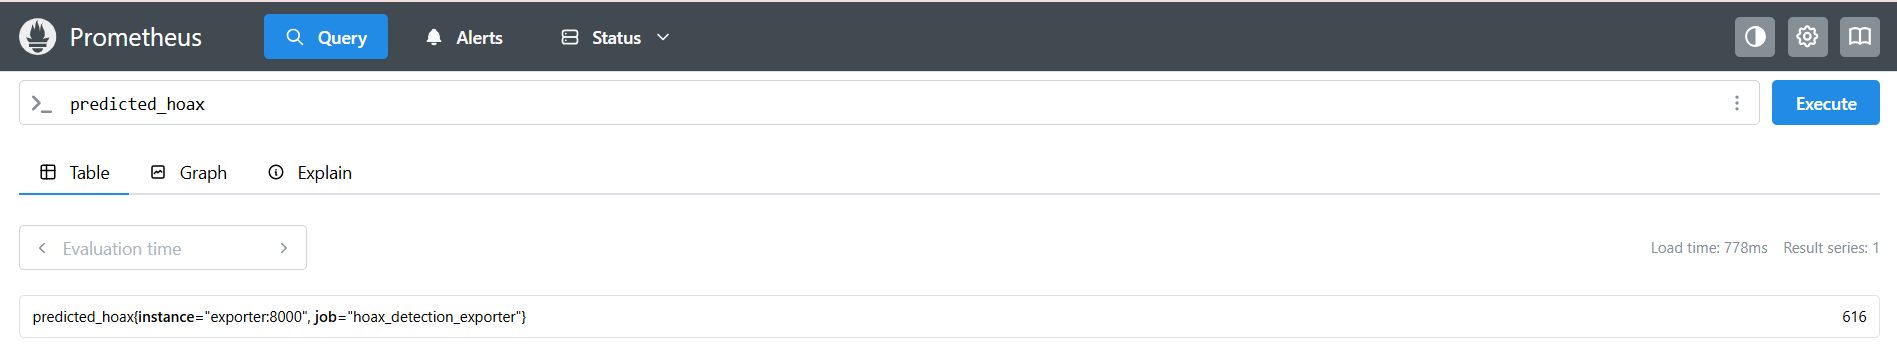 Prometheus Query Alerts Status
predicted_hoax Execute
Table Graph Explain
Evaluation time Load time: 778ms Result series: 1
predicted_hoax{instance="exporter:8000", job="hoax_detection_exporter"} 616